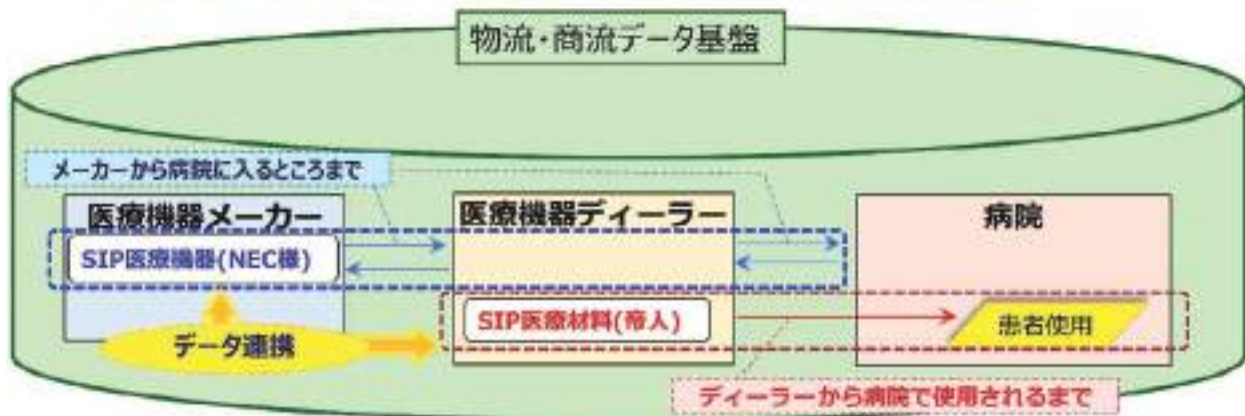 物流・商流データ基盤
メーカーから病院に入るところまで
医療機器メーカー
医療機器ディーラー
病院
SIP医療機器(NEC様)
SIP医療材料(帝人)
患者使用
データ連携
ディーラーから病院で使用されるまで